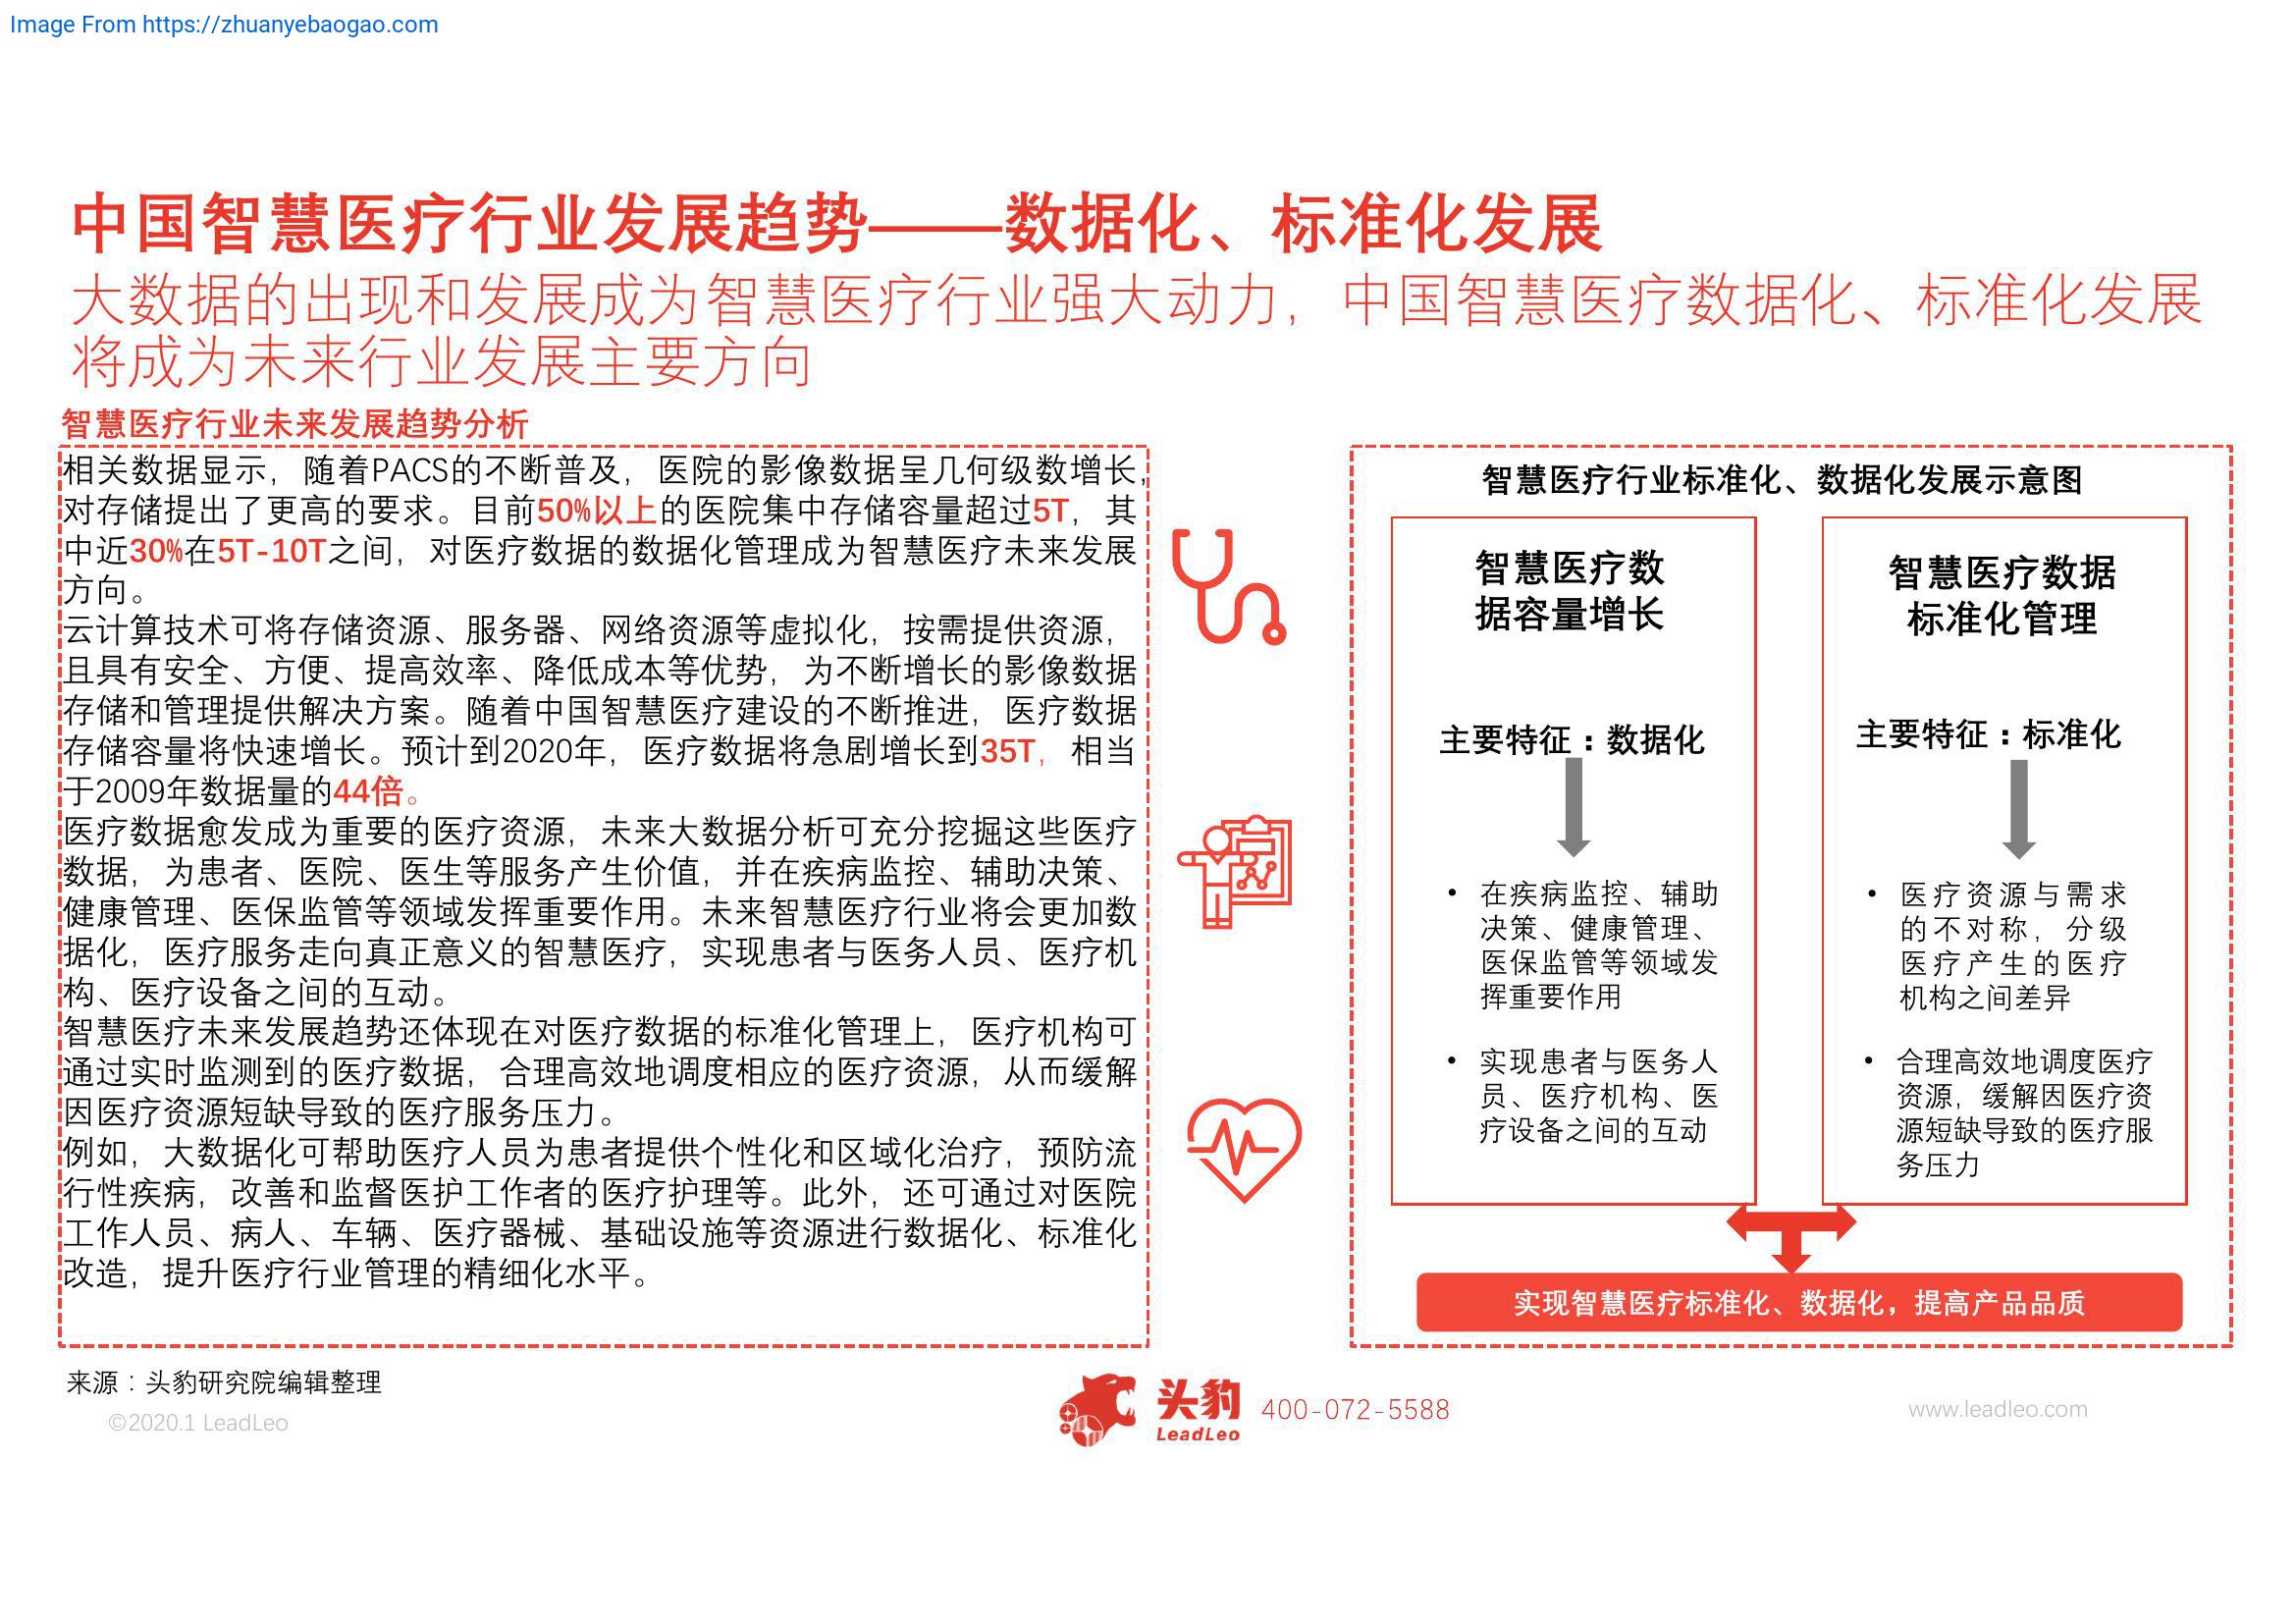 Image From https://zhuanyebaogao.com
中国智慧医疗行业发展趋势——数据化、标准化发展
大数据的出现和发展成为智慧医疗行业强大动力，中国智慧医疗数据化、标准化发展
将成为未来行业发展主要方向
智慧医疗行业未来发展趋势分析
相关数据显示，随着PACS的不断普及，医院的影像数据呈几何级数增长，
对存储提出了更高的要求。目前50%以上的医院集中存储容量超过5T，其
中近30%在5T-10T之间，对医疗数据的数据化管理成为智慧医疗未来发展
方向。
云计算技术可将存储资源、服务器、网络资源等虚拟化，按需提供资源，
且具有安全、方便、提高效率、降低成本等优势，为不断增长的影像数据
存储和管理提供解决方案。随着中国智慧医疗建设的不断推进，医疗数据
存储容量将快速增长。预计到2020年，医疗数据将急剧增长到35T，相当
于2009年数据量的44倍。
医疗数据愈发成为重要的医疗资源，未来大数据分析可充分挖掘这些医疗
数据，为患者、医院、医生等服务产生价值，并在疾病监控、辅助决策、
健康管理、医保监管等领域发挥重要作用。未来智慧医疗行业将会更加数
据化，医疗服务走向真正意义的智慧医疗，实现患者与医务人员、医疗机
构、医疗设备之间的互动。
智慧医疗未来发展趋势还体现在对医疗数据的标准化管理上，医疗机构可
通过实时监测到的医疗数据，合理高效地调度相应的医疗资源，从而缓解
因医疗资源短缺导致的医疗服务压力。
例如，大数据化可帮助医疗人员为患者提供个性化和区域化治疗，预防流
行性疾病，改善和监督医护工作者的医疗护理等。此外，还可通过对医院
工作人员、病人、车辆、医疗器械、基础设施等资源进行数据化、标准化
改造，提升医疗行业管理的精细化水平。
智慧医疗行业标准化、数据化发展示意图
智慧医疗数
据容量增长
主要特征：数据化
• 在疾病监控、辅助
决策、健康管理、
医保监管等领域发
挥重要作用
• 实现患者与医务人
员、医疗机构、医
疗设备之间的互动
智慧医疗数据
标准化管理
主要特征：标准化
• 医疗资源与需求
的不对称，分级
医疗产生的医疗
机构之间差异
• 合理高效地调度医疗
资源，缓解因医疗资
源短缺导致的医疗服
务压力
实现智慧医疗标准化、数据化，提高产品品质
来源：头豹研究院编辑整理
©2020.1 LeadLeo
头豹
LeadLeo
400-072-5588
www.leadleo.com